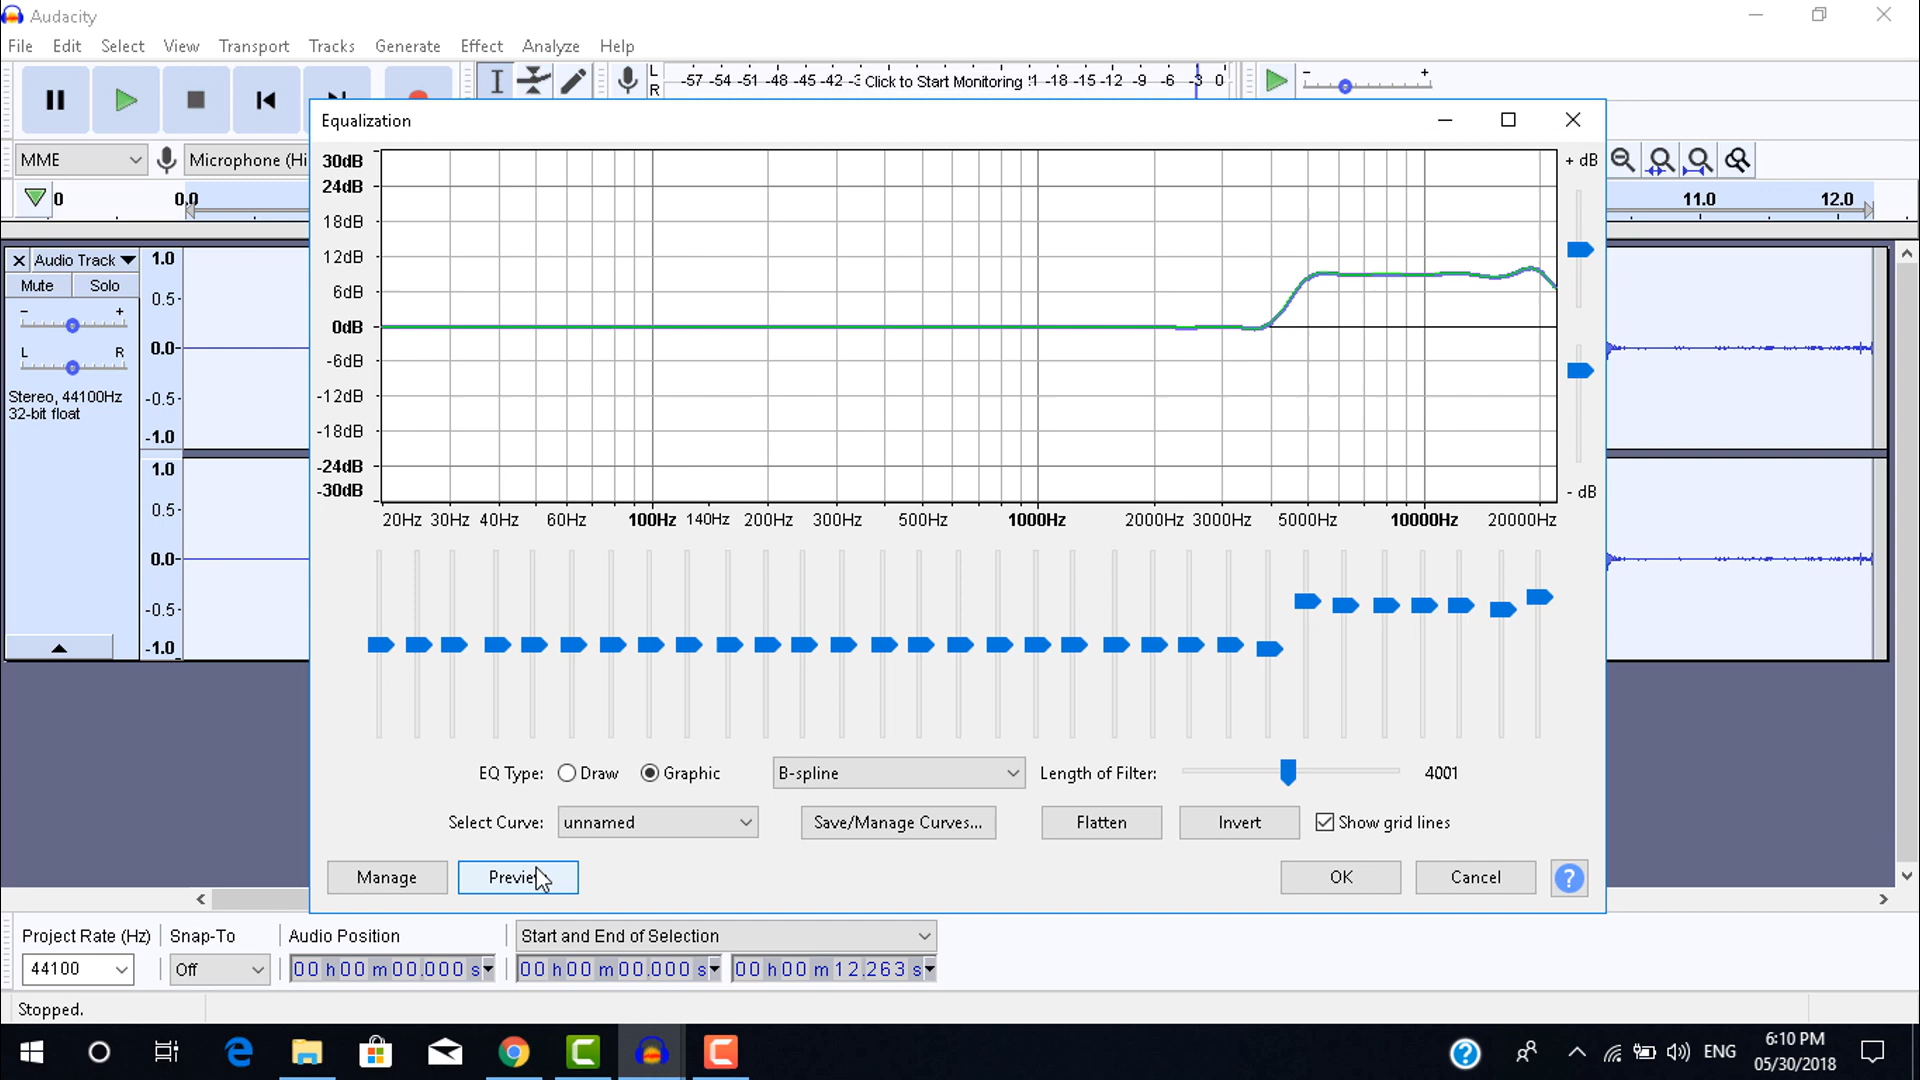 Audacity
File Edit Select View Transport Tracks Generate Effect Analyze Help
L
R
-57 -54 -51 -48 -45 -42 Click to Start Monitoring -18 -15 -12 -9 -6 -3 0
- +
MME
Microphone (Hi
0
0.0
11.0
12.0
Equalization
30dB
24dB
18dB
12dB
6dB
0dB
-6dB
-12dB
-18dB
-24dB
-30dB
+ dB
- dB
20Hz 30Hz 40Hz 60Hz 100Hz 140Hz 200Hz 300Hz 500Hz 1000Hz 2000Hz 3000Hz 5000Hz 10000Hz 20000Hz
EQ Type: Draw Graphic B-spline Length of Filter: 4001
Select Curve: unnamed Save/Manage Curves... Flatten Invert Show grid lines
Manage Preview OK Cancel ?
Audio Track
Mute Solo
- +
L R
Stereo, 44100Hz
32-bit float
1.0
0.5
0.0
-0.5
-1.0
1.0
0.5
0.0
-0.5
-1.0
Project Rate (Hz) Snap-To Audio Position Start and End of Selection
44100 Off 00 h 00 m 00.000 s 00 h 00 m 00.000 s 00 h 00 m 12.263 s
Stopped.
ENG
6:10 PM
05/30/2018